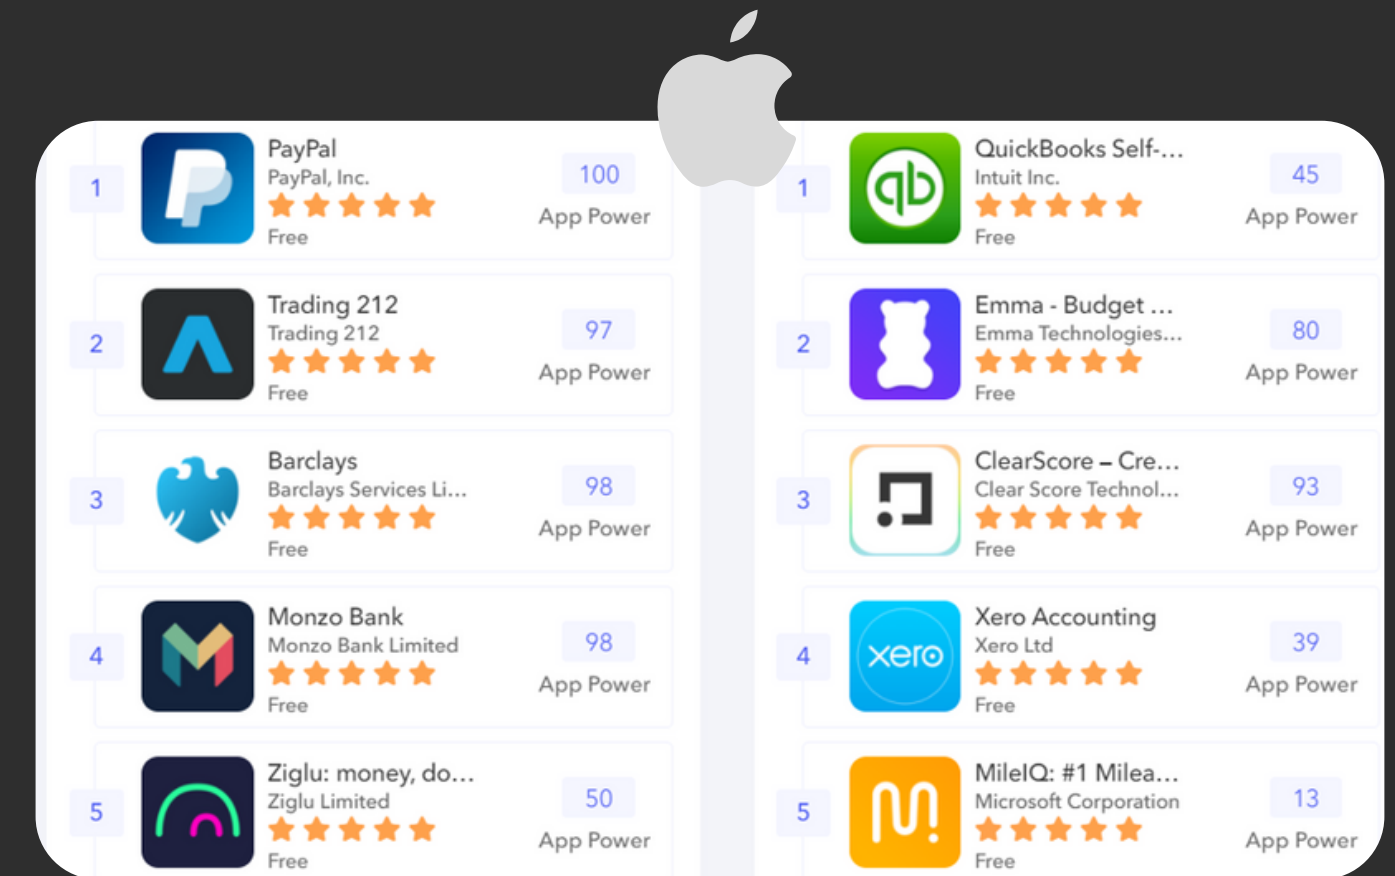 1
PayPal
PayPal, Inc.
Free
100
App Power
2
Trading 212
Trading 212
Free
97
App Power
3
Barclays
Barclays Services Li...
Free
98
App Power
4
Monzo Bank
Monzo Bank Limited
Free
98
App Power
5
Ziglu: money, do...
Ziglu Limited
Free
50
App Power
1
qb
QuickBooks Self-...
Intuit Inc.
Free
45
App Power
2
Emma - Budget ...
Emma Technologies...
Free
80
App Power
3
ClearScore – Cre...
Clear Score Technol...
Free
93
App Power
4
xero
Xero Accounting
Xero Ltd
Free
39
App Power
5
MileIQ: #1 Milea...
Microsoft Corporation
Free
13
App Power